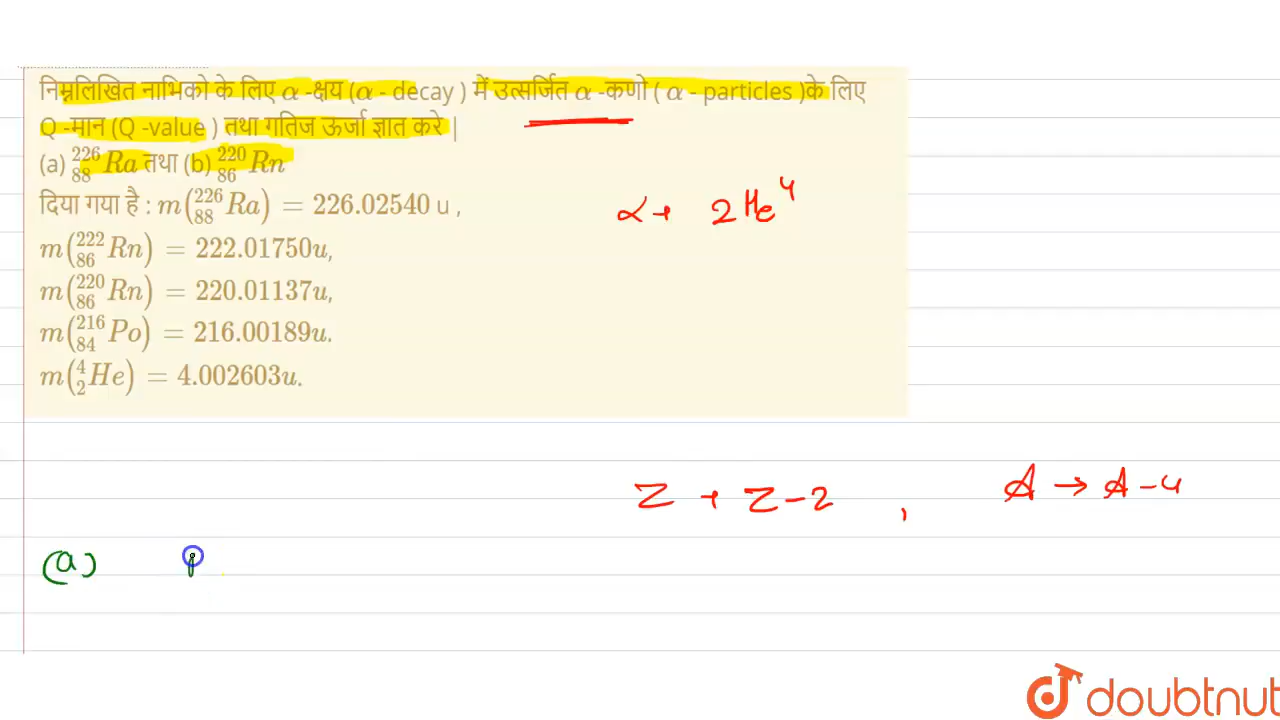 निम्नलिखित नाभिको के लिए α -क्षय (α - decay ) में उत्सर्जित α -कणो ( α - particles )के लिए
Q -मान (Q -value ) तथा गतिज ऊर्जा ज्ञात करे |
(a) ²²⁶₈₈Ra तथा (b) ²²⁰₈₆Rn
दिया गया है : m(²²⁶₈₈Ra) = 226.02540 u ,
α + 2He⁴
m(²²²₈₆Rn) = 222.01750u,
m(²²⁰₈₆Rn) = 220.01137u,
m(²¹⁶₈₄Po) = 216.00189u.
m(⁴₂He) = 4.002603u.
Z → Z-2 , A → A-4
(a)
doubtnut